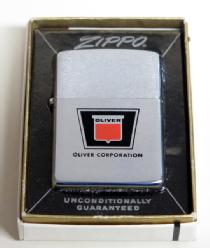 ZIPPO
OLIVER
OLIVER CORPORATION
UNCONDITIONALLY
GUARANTEED